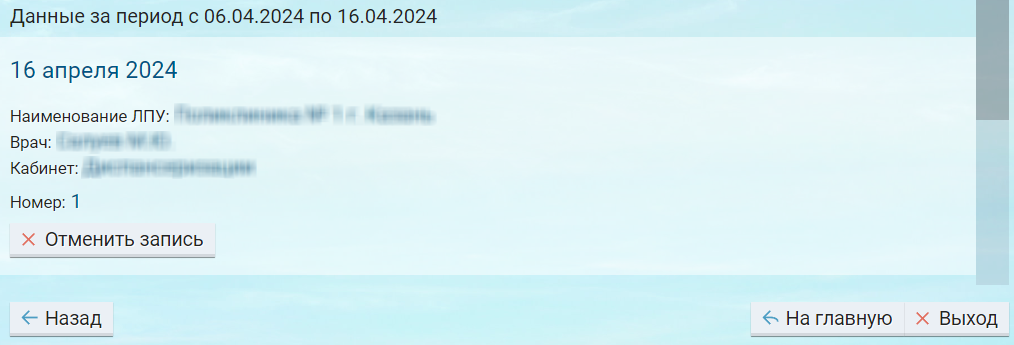 Данные за период с 06.04.2024 по 16.04.2024
16 апреля 2024
Наименование ЛПУ:
Врач:
Кабинет:
Номер: 1
Отменить запись
Назад
На главную
Выход